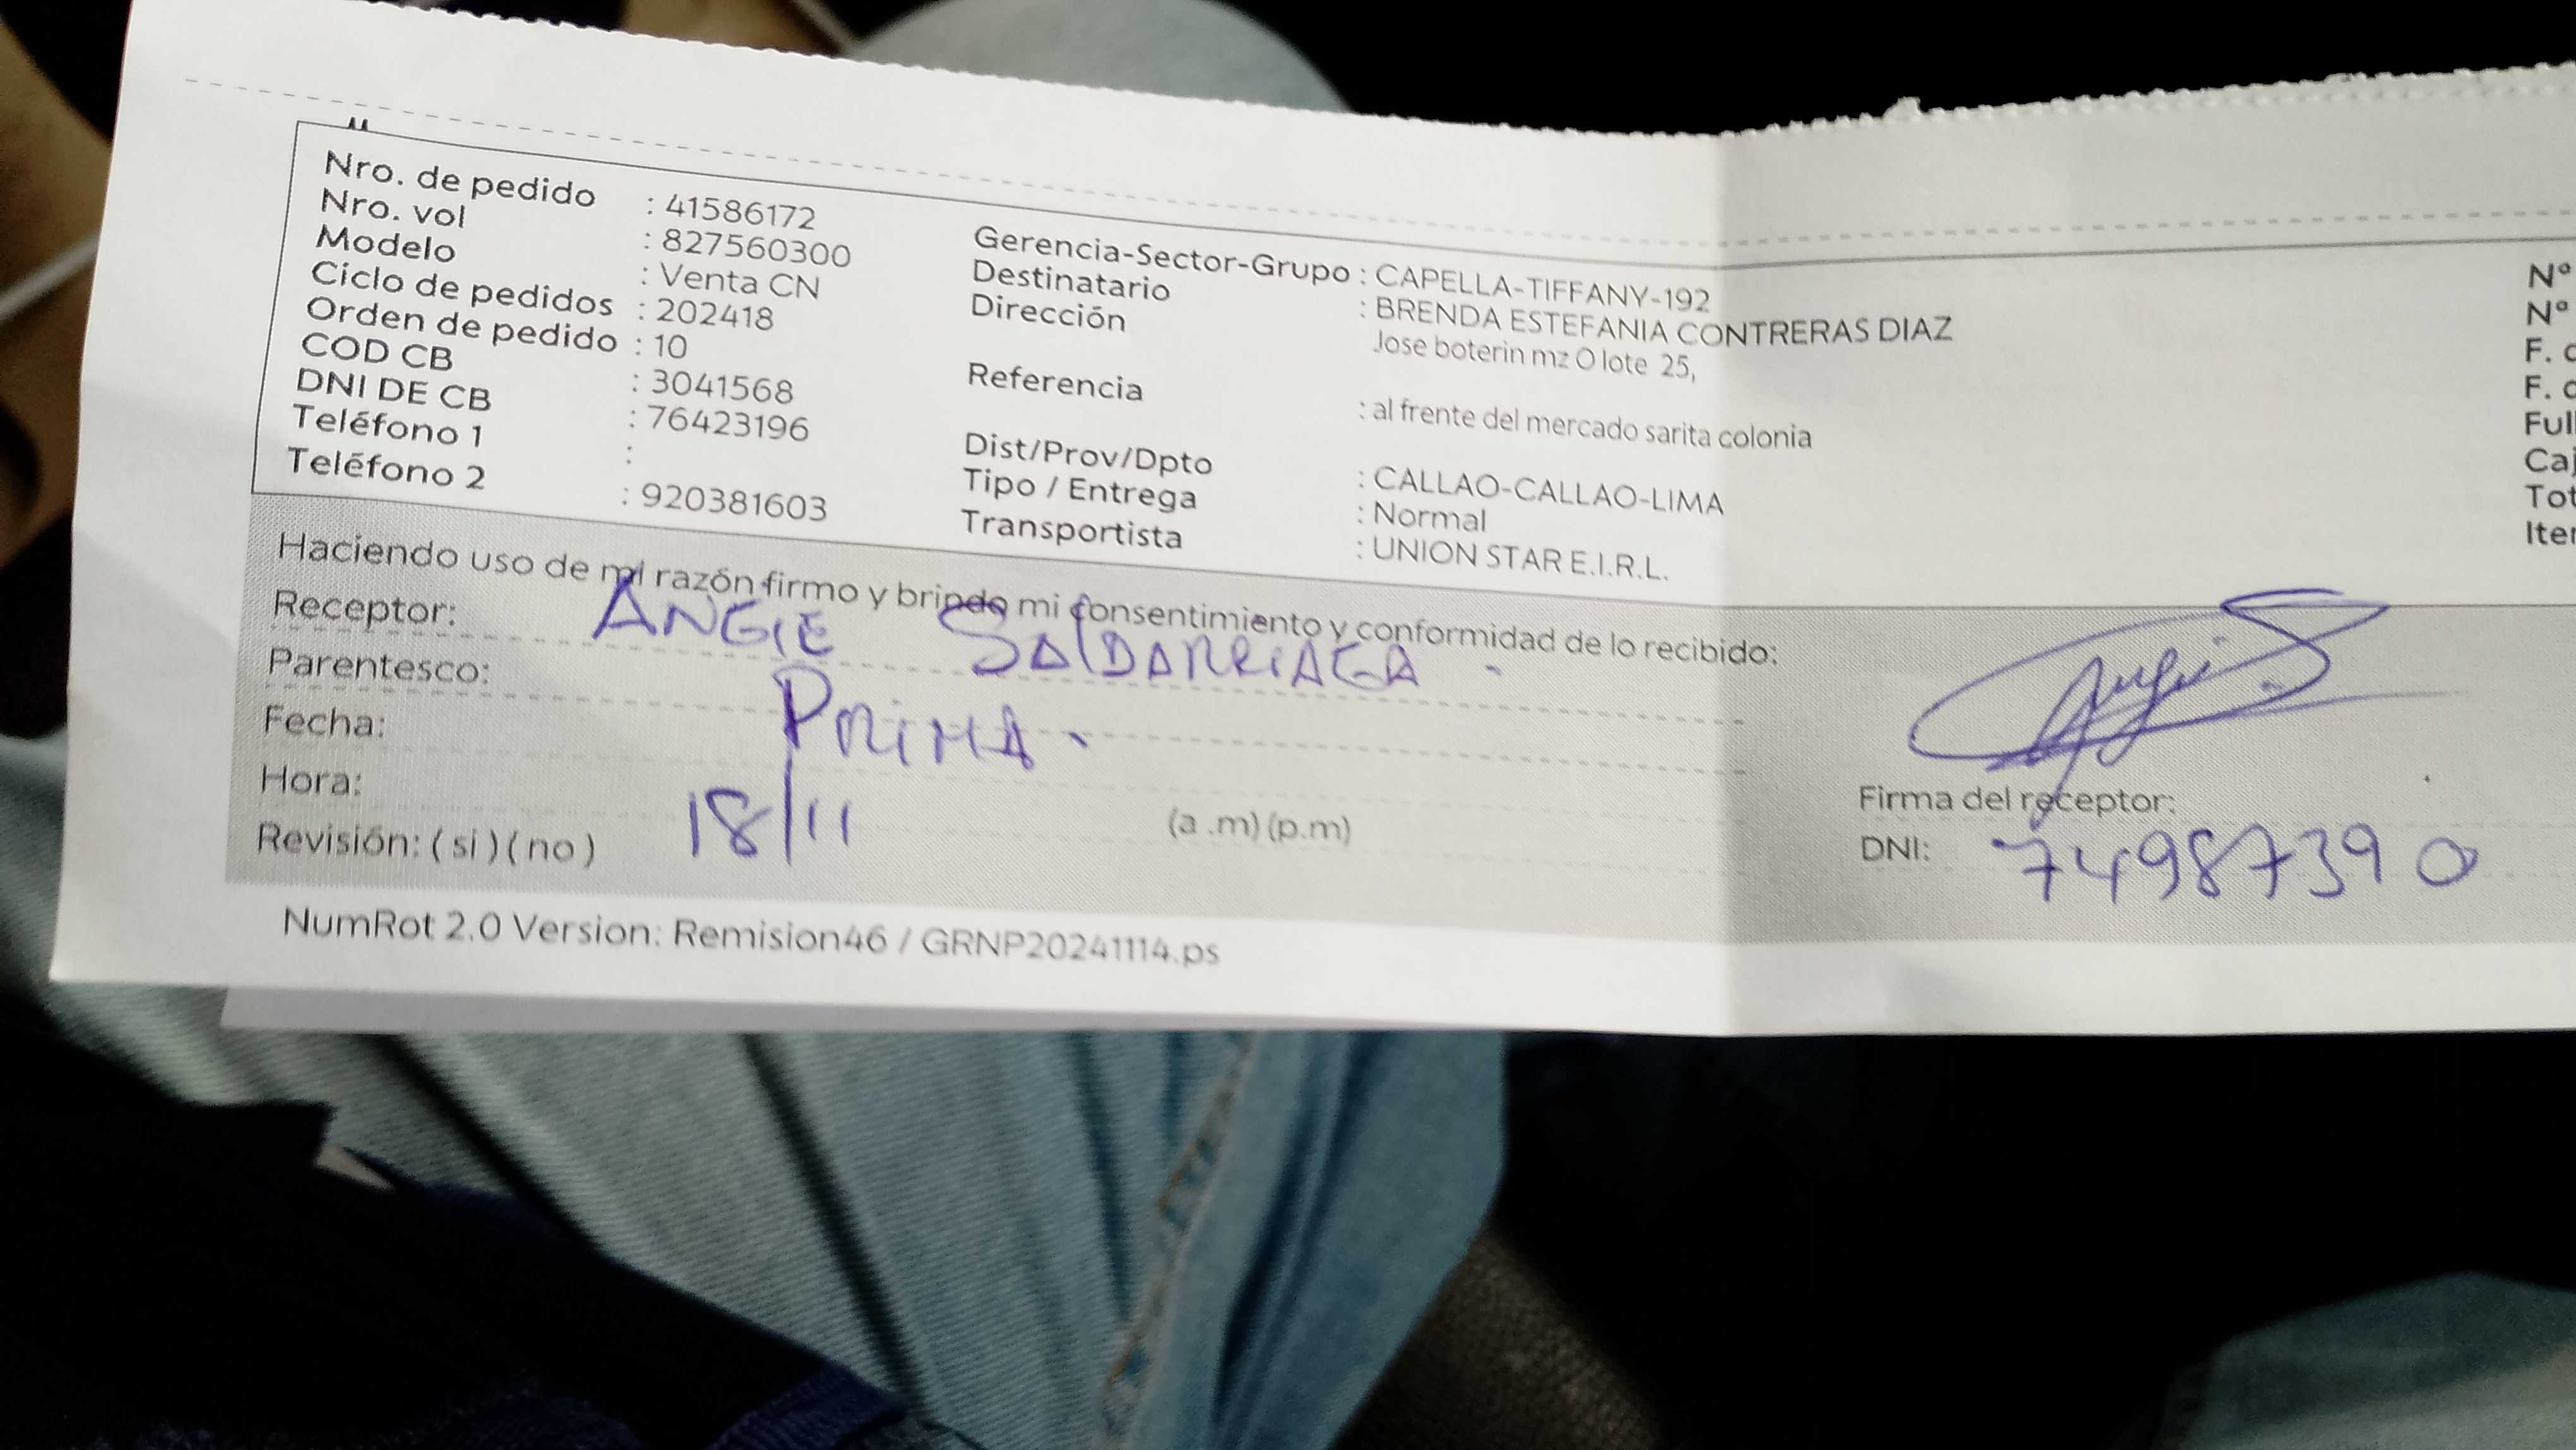 Nro. de pedido : 41586172
Nro. vol : 827560300
Modelo : Venta CN
Ciclo de pedidos : 202418
Orden de pedido : 10
COD CB : 3041568
DNI DE CB : 76423196
Teléfono 1 :
Teléfono 2 : 920381603
Gerencia-Sector-Grupo : CAPELLA-TIFFANY-192
Destinatario : BRENDA ESTEFANIA CONTRERAS DIAZ
Dirección Jose boterin mz O lote 25,
Referencia : al frente del mercado sarita colonia
Dist/Prov/Dpto : CALLAO-CALLAO-LIMA
Tipo / Entrega : Normal
Transportista : UNION STAR E.I.R.L.
N°
Nª
F.
F.
Haciendo uso de mi razón firmo y brindo mi consentimiento y conformidad de lo recibido:
Receptor: ANGIE SALDARRIAGA.
Parentesco: PRIMA.
Fecha: 18/11
Hora: (a .m) (p.m)
Revisión: ( si ) ( no )
Firma del receptor:
DNI: 74987390
NumRot 2.0 Version: Remision46 / GRNP20241114.ps